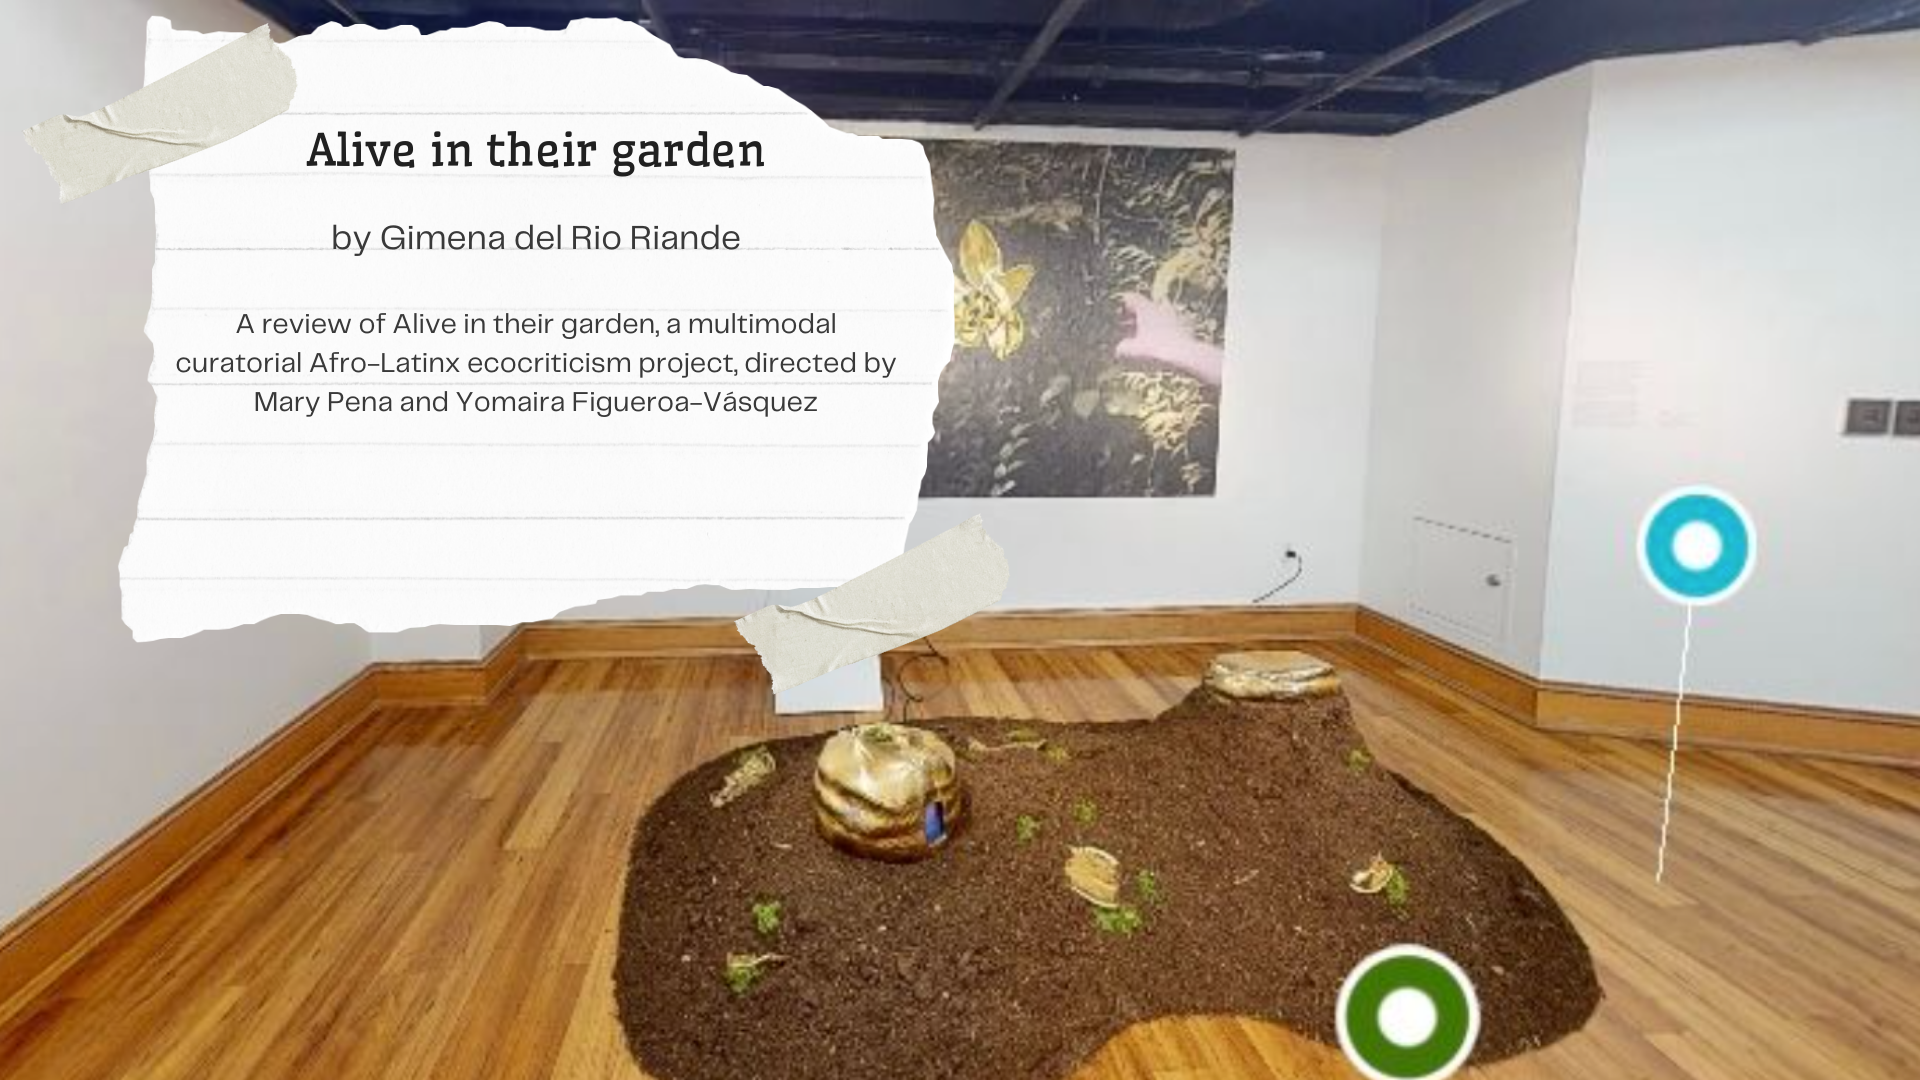 Alive in their garden
by Gimena del Rio Riande
A review of Alive in their garden, a multimodal
curatorial Afro-Latinx ecocriticism project, directed by
Mary Pena and Yomaira Figueroa-Vásquez